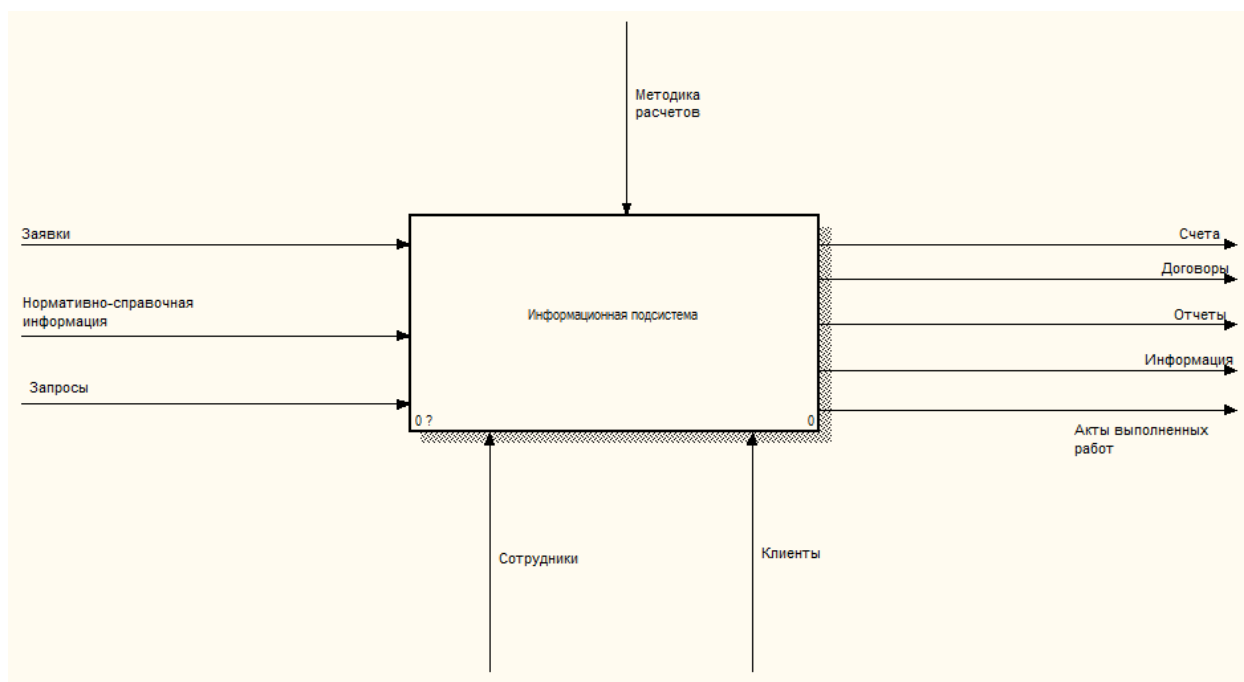 Методика
расчетов
Заявки
Счета
Договоры
Нормативно-справочная
информация
Информационная подсистема
Отчеты
Информация
Запросы
0 ?
0
Акты выполненных
работ
Сотрудники
Клиенты